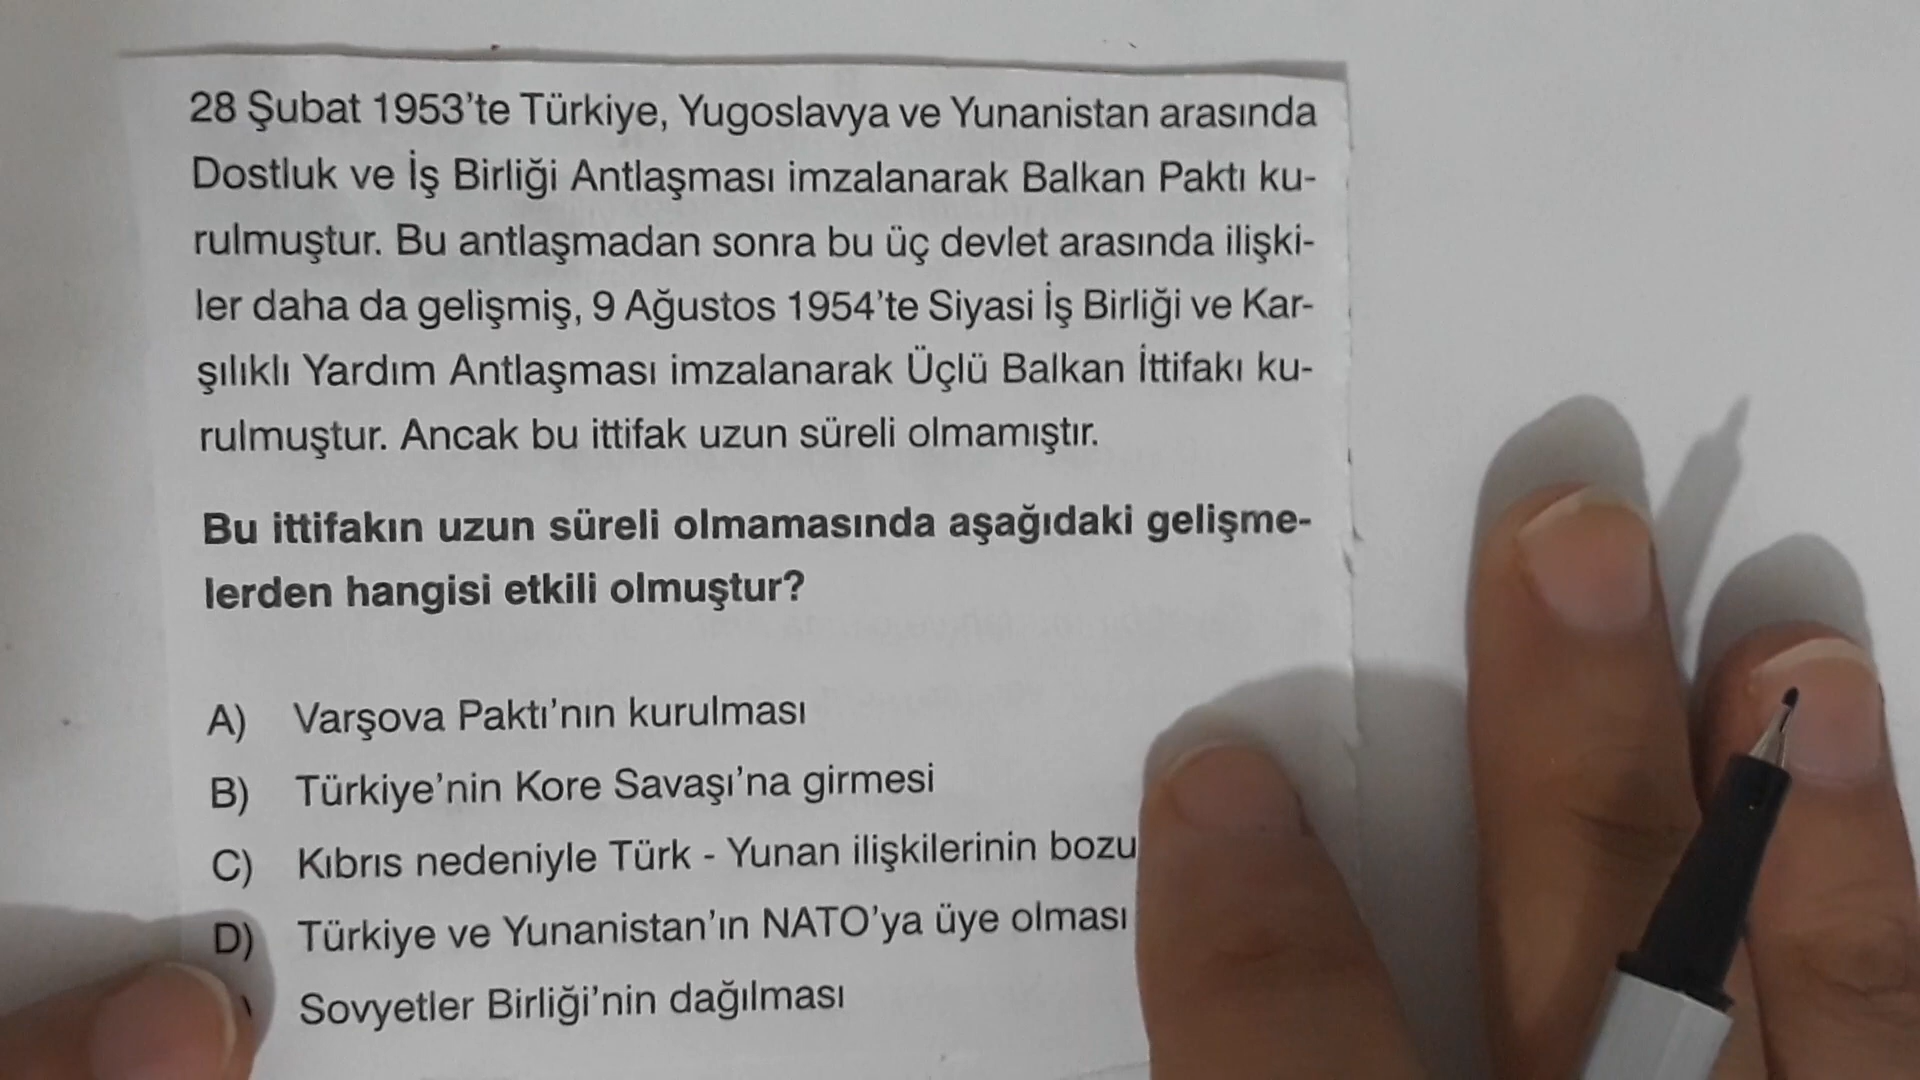 28 Şubat 1953'te Türkiye, Yugoslavya ve Yunanistan arasında
Dostluk ve İş Birliği Antlaşması imzalanarak Balkan Paktı ku-
rulmuştur. Bu antlaşmadan sonra bu üç devlet arasında ilişki-
ler daha da gelişmiş, 9 Ağustos 1954'te Siyasi İş Birliği ve Kar-
şılıklı Yardım Antlaşması imzalanarak Üçlü Balkan İttifakı ku-
rulmuştur. Ancak bu ittifak uzun süreli olmamıştır.
Bu ittifakın uzun süreli olmamasında aşağıdaki gelişme-
lerden hangisi etkili olmuştur?
A) Varşova Paktı'nın kurulması
B) Türkiye'nin Kore Savaşı'na girmesi
C) Kıbrıs nedeniyle Türk - Yunan ilişkilerinin
D) Türkiye ve Yunanistan'ın NATO'ya üye olması
Sovyetler Birliği'nin dağılması